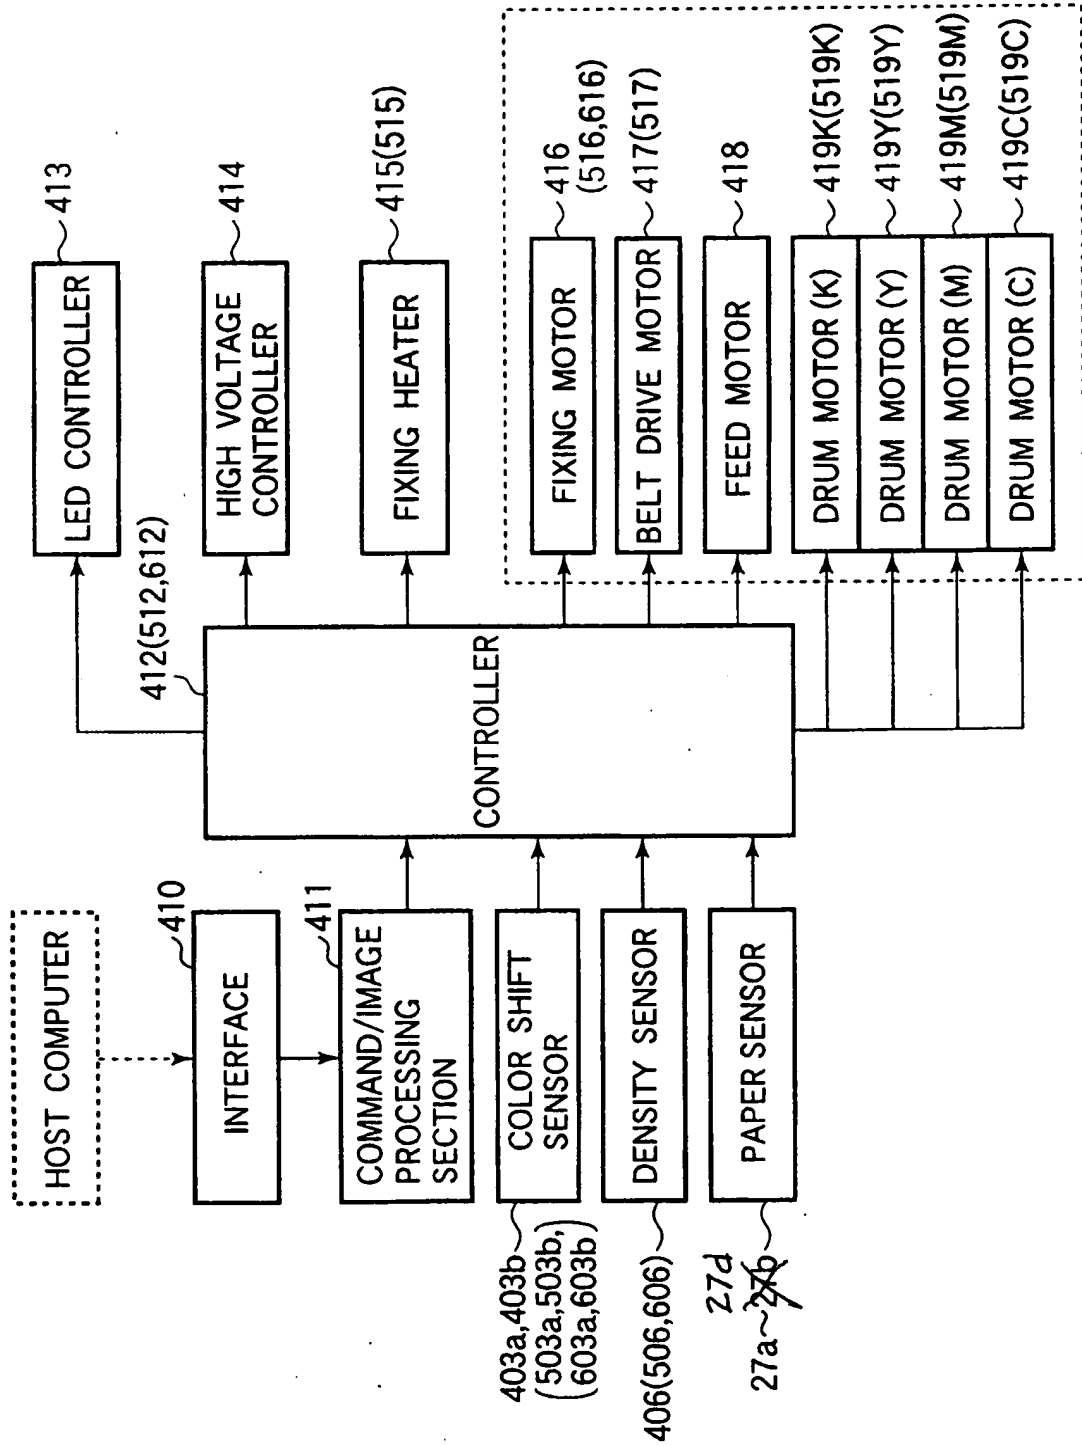 HOST COMPUTER
410
INTERFACE
411
COMMAND/IMAGE
PROCESSING
SECTION
403a,403b
(503a,503b,
603a,603b)
COLOR SHIFT
SENSOR
406(506,606)
DENSITY SENSOR
27d
27a~27b
PAPER SENSOR
412(512,612)
CONTROLLER
LED CONTROLLER
413
HIGH VOLTAGE
CONTROLLER
414
FIXING HEATER
415(515)
FIXING MOTOR
416
(516,616)
BELT DRIVE MOTOR
417(517)
FEED MOTOR
418
DRUM MOTOR (K)
419K(519K)
DRUM MOTOR (Y)
419Y(519Y)
DRUM MOTOR (M)
419M(519M)
DRUM MOTOR (C)
419C(519C)